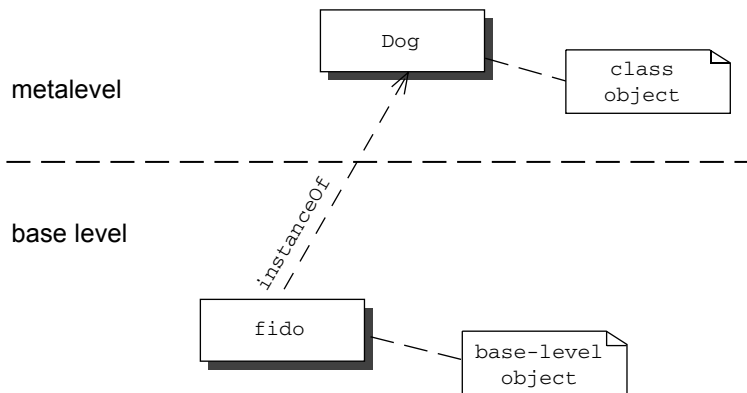 Dog
class
object
metalevel
instanceOf
base level
fido
base-level
object